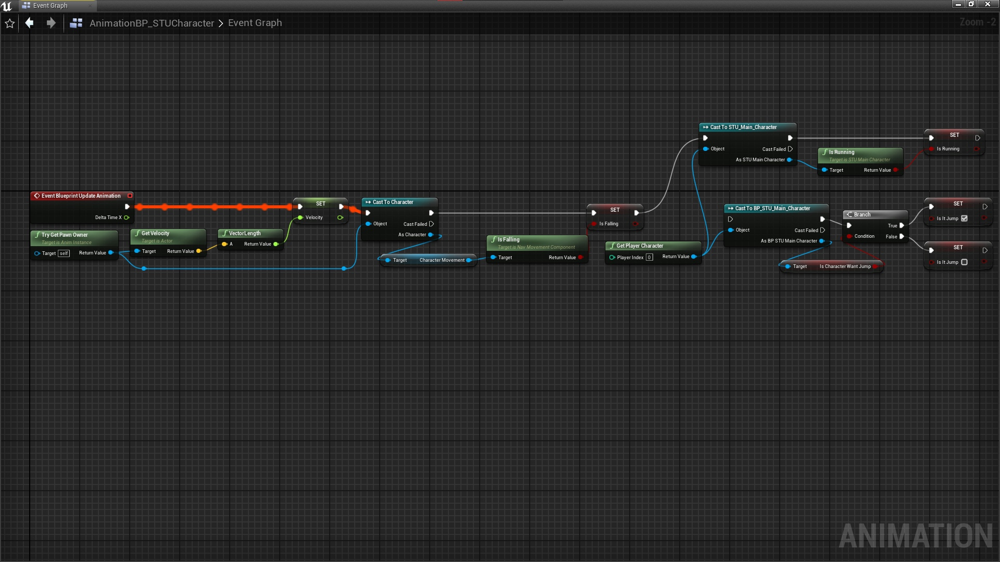 Event Graph
AnimationBP_STUCharacter > Event Graph
Zoom -2
Event Blueprint Update Animation
Delta Time X
Try Get Pawn Owner
Target is Anim Instance
Target self Return Value
Get Velocity
Target is Actor
Target Return Value
VectorLength
A Return Value
SET
Velocity
Cast To Character
Object Cast Failed
As Character
Target Character Movement
Is Falling
Target is Nav Movement Component
Target Return Value
SET
Is Falling
Get Player Character
Player Index 0 Return Value
Cast To STU_Main_Character
Object Cast Failed
As STU Main Character
Is Running
Target is STU Main Character
Target Return Value
SET
Is Running
Cast To BP_STU_Main_Character
Object Cast Failed
As BP STU Main Character
Target Is Character Want Jump
Branch
True
Condition False
SET
Is It Jump
SET
Is It Jump
ANIMATION